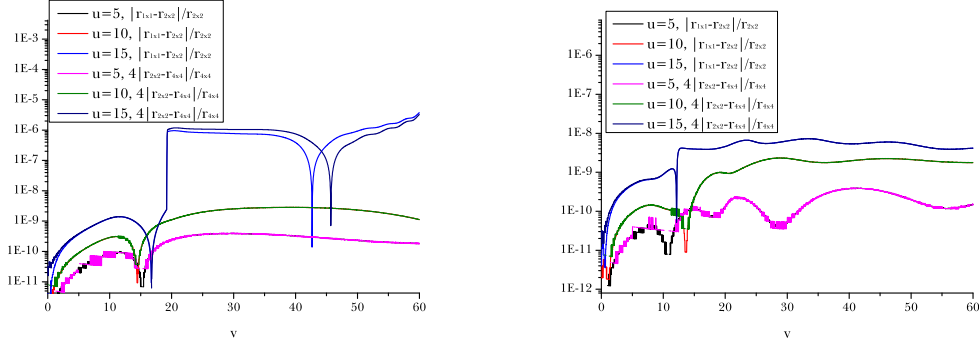 u=5, |r1x1-r2x2|/r2x2
u=10, |r1x1-r2x2|/r2x2
u=15, |r1x1-r2x2|/r2x2
u=5, 4|r2x2-r4x4|/r4x4
u=10, 4|r2x2-r4x4|/r4x4
u=15, 4|r2x2-r4x4|/r4x4
1E-3
1E-4
1E-5
1E-6
1E-7
1E-8
1E-9
1E-10
1E-11
0 10 20 30 40 50 60
v
u=5, |r1x1-r2x2|/r2x2
u=10, |r1x1-r2x2|/r2x2
u=15, |r1x1-r2x2|/r2x2
u=5, 4|r2x2-r4x4|/r4x4
u=10, 4|r2x2-r4x4|/r4x4
u=15, 4|r2x2-r4x4|/r4x4
1E-6
1E-7
1E-8
1E-9
1E-10
1E-11
1E-12
0 10 20 30 40 50 60
v